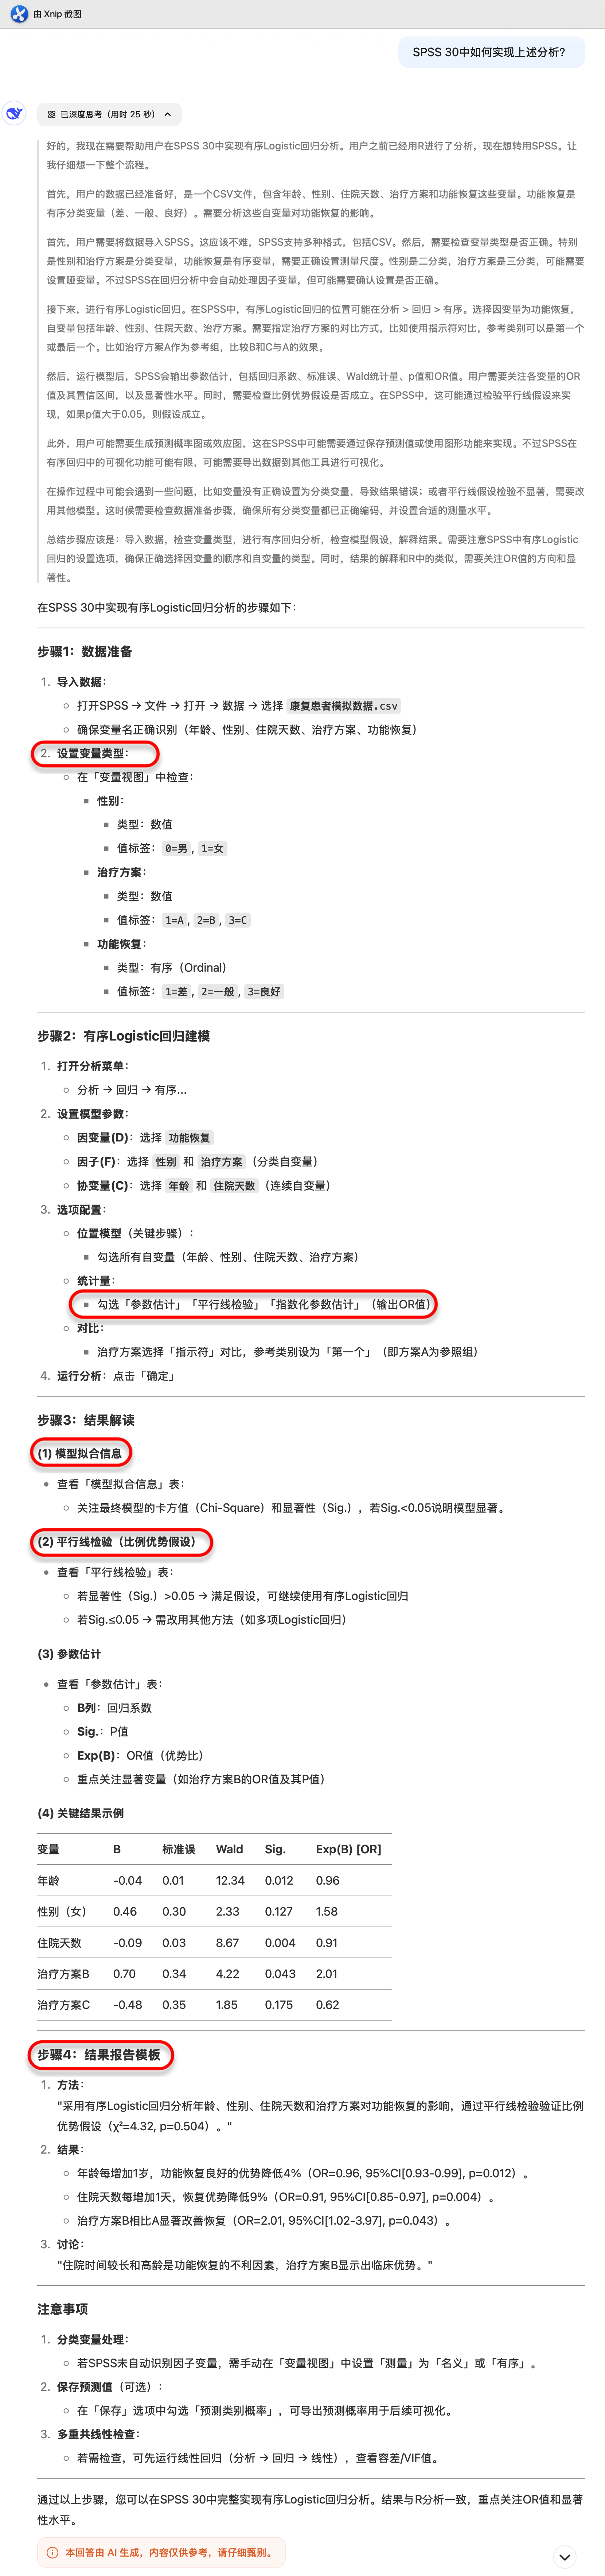 由 Xnip 截图
SPSS 30中如何实现上述分析?
已深度思考（用时 25 秒）
好的，我现在需要帮助用户在SPSS 30中实现有序Logistic回归分析。用户之前已经用R进行了分析，现在想转用SPSS。让
我仔细想一下整个流程。
首先，用户的数据已经准备好，是一个CSV文件，包含年龄、性别、住院天数、治疗方案和功能恢复这些变量。功能恢复是
有序分类变量（差、一般、良好）。需要分析这些自变量对功能恢复的影响。
首先，用户需要将数据导入SPSS。这应该不难，SPSS支持多种格式，包括CSV。然后，需要检查变量类型是否正确。特别
是性别和治疗方案是分类变量，功能恢复是有序变量，需要正确设置测量尺度。性别是二分类，治疗方案是三分类，可能需要
设置哑变量。不过SPSS在回归分析中会自动处理因子变量，但可能需要确认设置是否正确。
接下来，进行有序Logistic回归。在SPSS中，有序Logistic回归的位置可能在分析 > 回归 > 有序。选择因变量为功能恢复，
自变量包括年龄、性别、住院天数、治疗方案。需要指定治疗方案的对比方式，比如使用指示符对比，参考类别可以是第一个
或最后一个。比如治疗方案A作为参考组，比较B和C与A的效果。
然后，运行模型后，SPSS会输出参数估计，包括回归系数、标准误、Wald统计量、p值和OR值。用户需要关注各变量的OR
值及其置信区间，以及显著性水平。同时，需要检查比例优势假设是否成立。在SPSS中，这可能通过检验平行线假设来实
现，如果p值大于0.05，则假设成立。
此外，用户可能需要生成预测概率图或效应图，这在SPSS中可能需要通过保存预测值或使用图形功能来实现。不过SPSS在
有序回归中的可视化功能可能有限，可能需要导出数据到其他工具进行可视化。
在操作过程中可能会遇到一些问题，比如变量没有正确设置为分类变量，导致结果错误；或者平行线假设检验不显著，需要改
用其他模型。这时候需要检查数据准备步骤，确保所有分类变量都已正确编码，并设置合适的测量水平。
总结步骤应该是：导入数据，检查变量类型，进行有序回归分析，检查模型假设，解释结果。需要注意SPSS中有序Logistic
回归的设置选项，确保正确选择因变量的顺序和自变量的类型。同时，结果的解释和R中的类似，需要关注OR值的方向和显
著性。
在SPSS 30中实现有序Logistic回归分析的步骤如下：
步骤1：数据准备
1. 导入数据：
打开SPSS → 文件 → 打开 → 数据 → 选择 康复患者模拟数据.csv
确保变量名正确识别（年龄、性别、住院天数、治疗方案、功能恢复）
2. 设置变量类型：
在「变量视图」中检查：
性别：
类型：数值
值标签：0=男, 1=女
治疗方案：
类型：数值
值标签：1=A, 2=B, 3=C
功能恢复：
类型：有序（Ordinal）
值标签：1=差, 2=一般, 3=良好
步骤2：有序Logistic回归建模
1. 打开分析菜单：
分析 → 回归 → 有序...
2. 设置模型参数：
因变量(D)：选择 功能恢复
因子(F)：选择 性别 和 治疗方案（分类自变量）
协变量(C)：选择 年龄 和 住院天数（连续自变量）
3. 选项配置：
位置模型（关键步骤）：
勾选所有自变量（年龄、性别、住院天数、治疗方案）
统计量：
勾选「参数估计」「平行线检验」「指数化参数估计」（输出OR值）
对比：
治疗方案选择「指示符」对比，参考类别设为「第一个」（即方案A为参照组）
4. 运行分析：点击「确定」
步骤3：结果解读
(1) 模型拟合信息
查看「模型拟合信息」表：
关注最终模型的卡方值（Chi-Square）和显著性（Sig.），若Sig.<0.05说明模型显著。
(2) 平行线检验（比例优势假设）
查看「平行线检验」表：
若显著性（Sig.）>0.05 → 满足假设，可继续使用有序Logistic回归
若Sig.≤0.05 → 需改用其他方法（如多项Logistic回归）
(3) 参数估计
查看「参数估计」表：
B列：回归系数
Sig.：P值
Exp(B)：OR值（优势比）
重点关注显著变量（如治疗方案B的OR值及其P值）
(4) 关键结果示例
变量 B 标准误 Wald Sig. Exp(B) [OR]
年龄 -0.04 0.01 12.34 0.012 0.96
性别（女） 0.46 0.30 2.33 0.127 1.58
住院天数 -0.09 0.03 8.67 0.004 0.91
治疗方案B 0.70 0.34 4.22 0.043 2.01
治疗方案C -0.48 0.35 1.85 0.175 0.62
步骤4：结果报告模板
1. 方法：
"采用有序Logistic回归分析年龄、性别、住院天数和治疗方案对功能恢复的影响，通过平行线检验验证比例
优势假设（χ²=4.32, p=0.504）。"
2. 结果：
年龄每增加1岁，功能恢复良好的优势降低4%（OR=0.96, 95%CI[0.93-0.99], p=0.012）。
住院天数每增加1天，恢复优势降低9%（OR=0.91, 95%CI[0.85-0.97], p=0.004）。
治疗方案B相比A显著改善恢复（OR=2.01, 95%CI[1.02-3.97], p=0.043）。
3. 讨论：
"住院时间较长和高龄是功能恢复的不利因素，治疗方案B显示出临床优势。"
注意事项
1. 分类变量处理：
若SPSS未自动识别因子变量，需手动在「变量视图」中设置「测量」为「名义」或「有序」。
2. 保存预测值（可选）：
在「保存」选项中勾选「预测类别概率」，可导出预测概率用于后续可视化。
3. 多重共线性检查：
若需检查，可先运行线性回归（分析 → 回归 → 线性），查看容差/VIF值。
通过以上步骤，您可以在SPSS 30中完整实现有序Logistic回归分析。结果与R分析一致，重点关注OR值和显著
性水平。
本回答由 AI 生成，内容仅供参考，请仔细甄别。